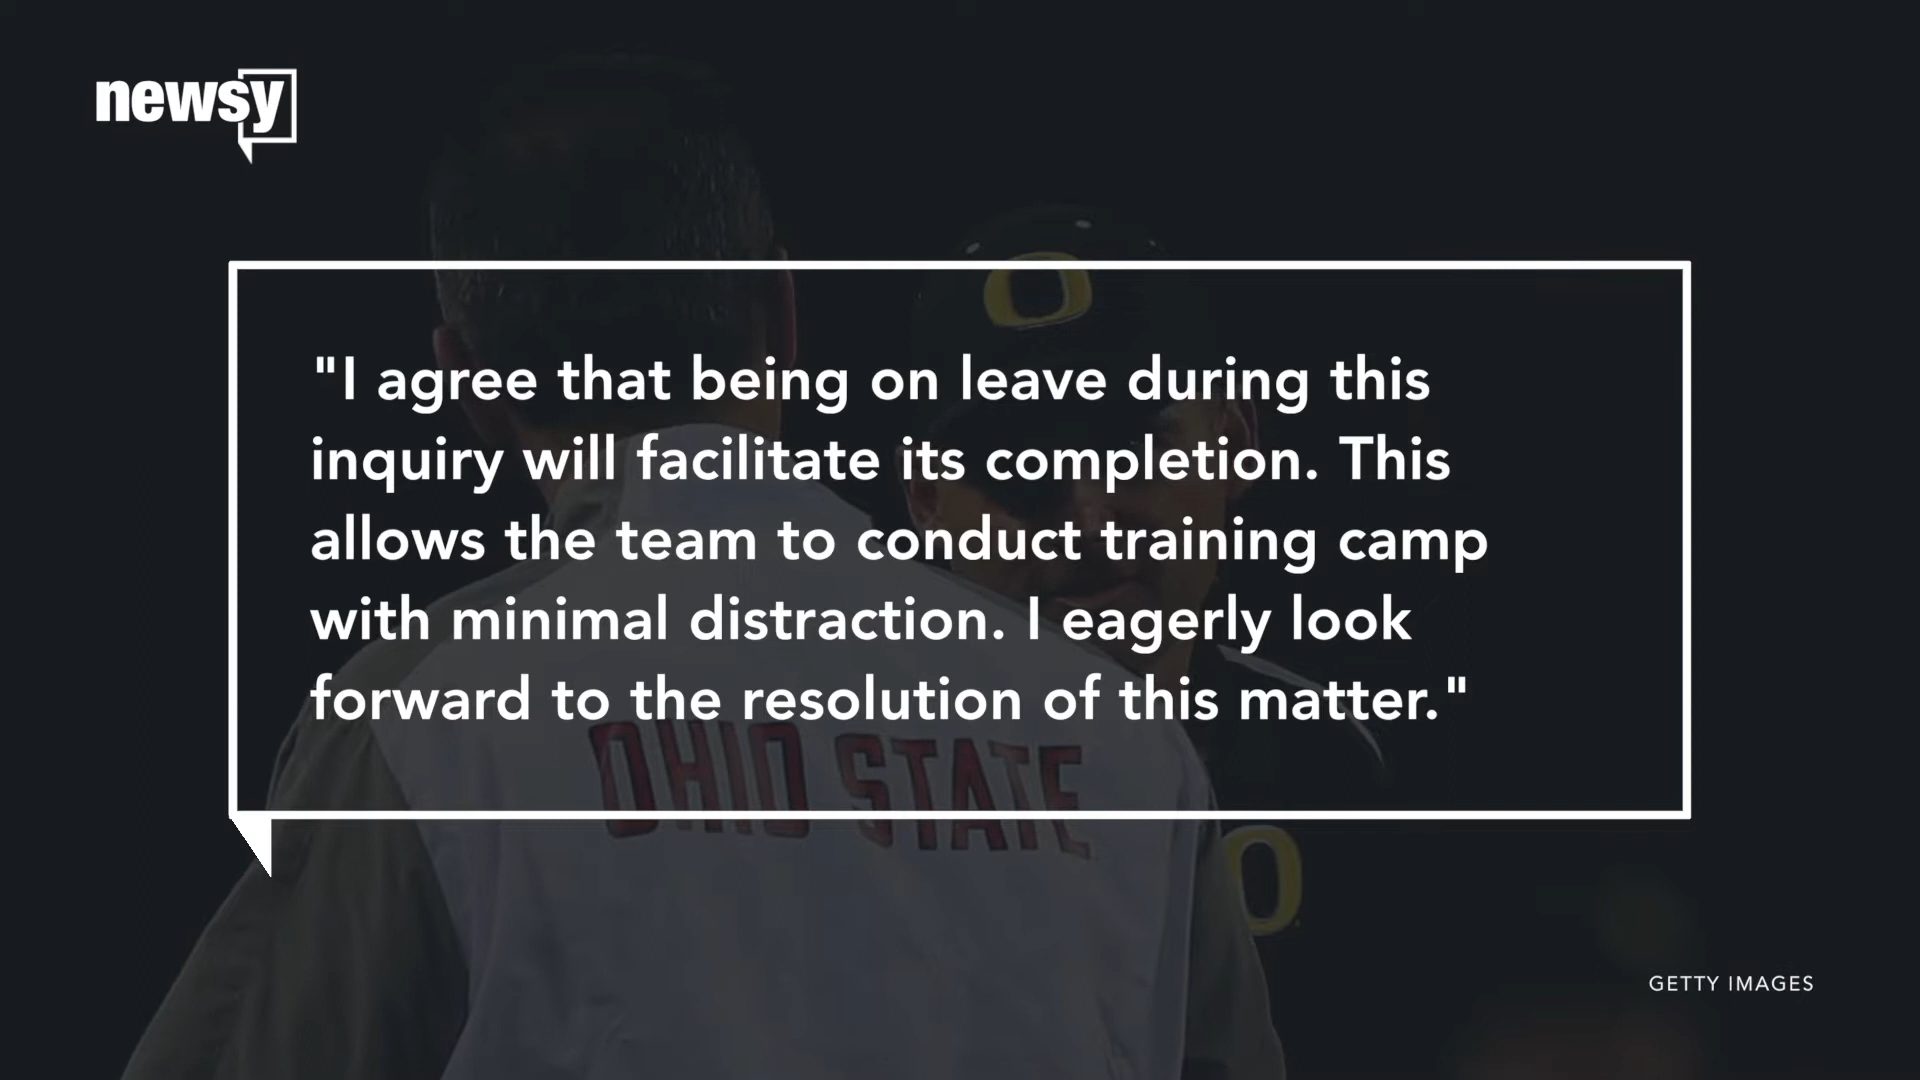 newsy
"I agree that being on leave during this
inquiry will facilitate its completion. This
allows the team to conduct training camp
with minimal distraction. I eagerly look
forward to the resolution of this matter."
OHIO STATE
GETTY IMAGES